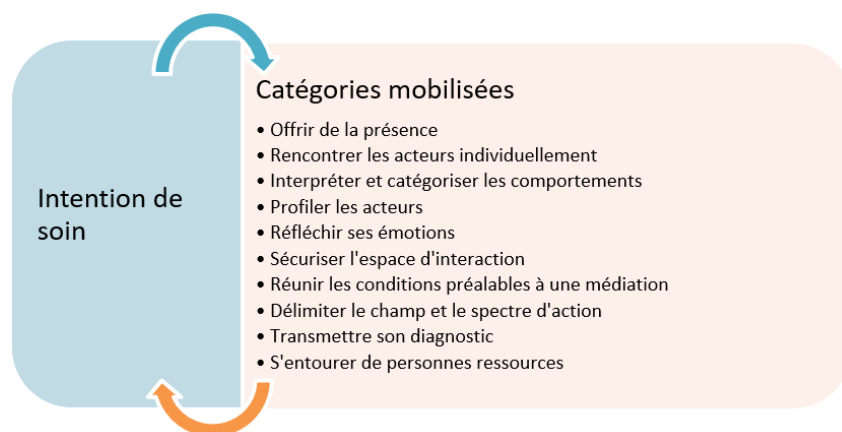 Intention de
soin
Catégories mobilisées
• Offrir de la présence
• Rencontrer les acteurs individuellement
• Interpréter et catégoriser les comportements
• Profiler les acteurs
• Réfléchir ses émotions
• Sécuriser l'espace d'interaction
• Réunir les conditions préalables à une médiation
• Délimiter le champ et le spectre d'action
• Transmettre son diagnostic
• S'entourer de personnes ressources